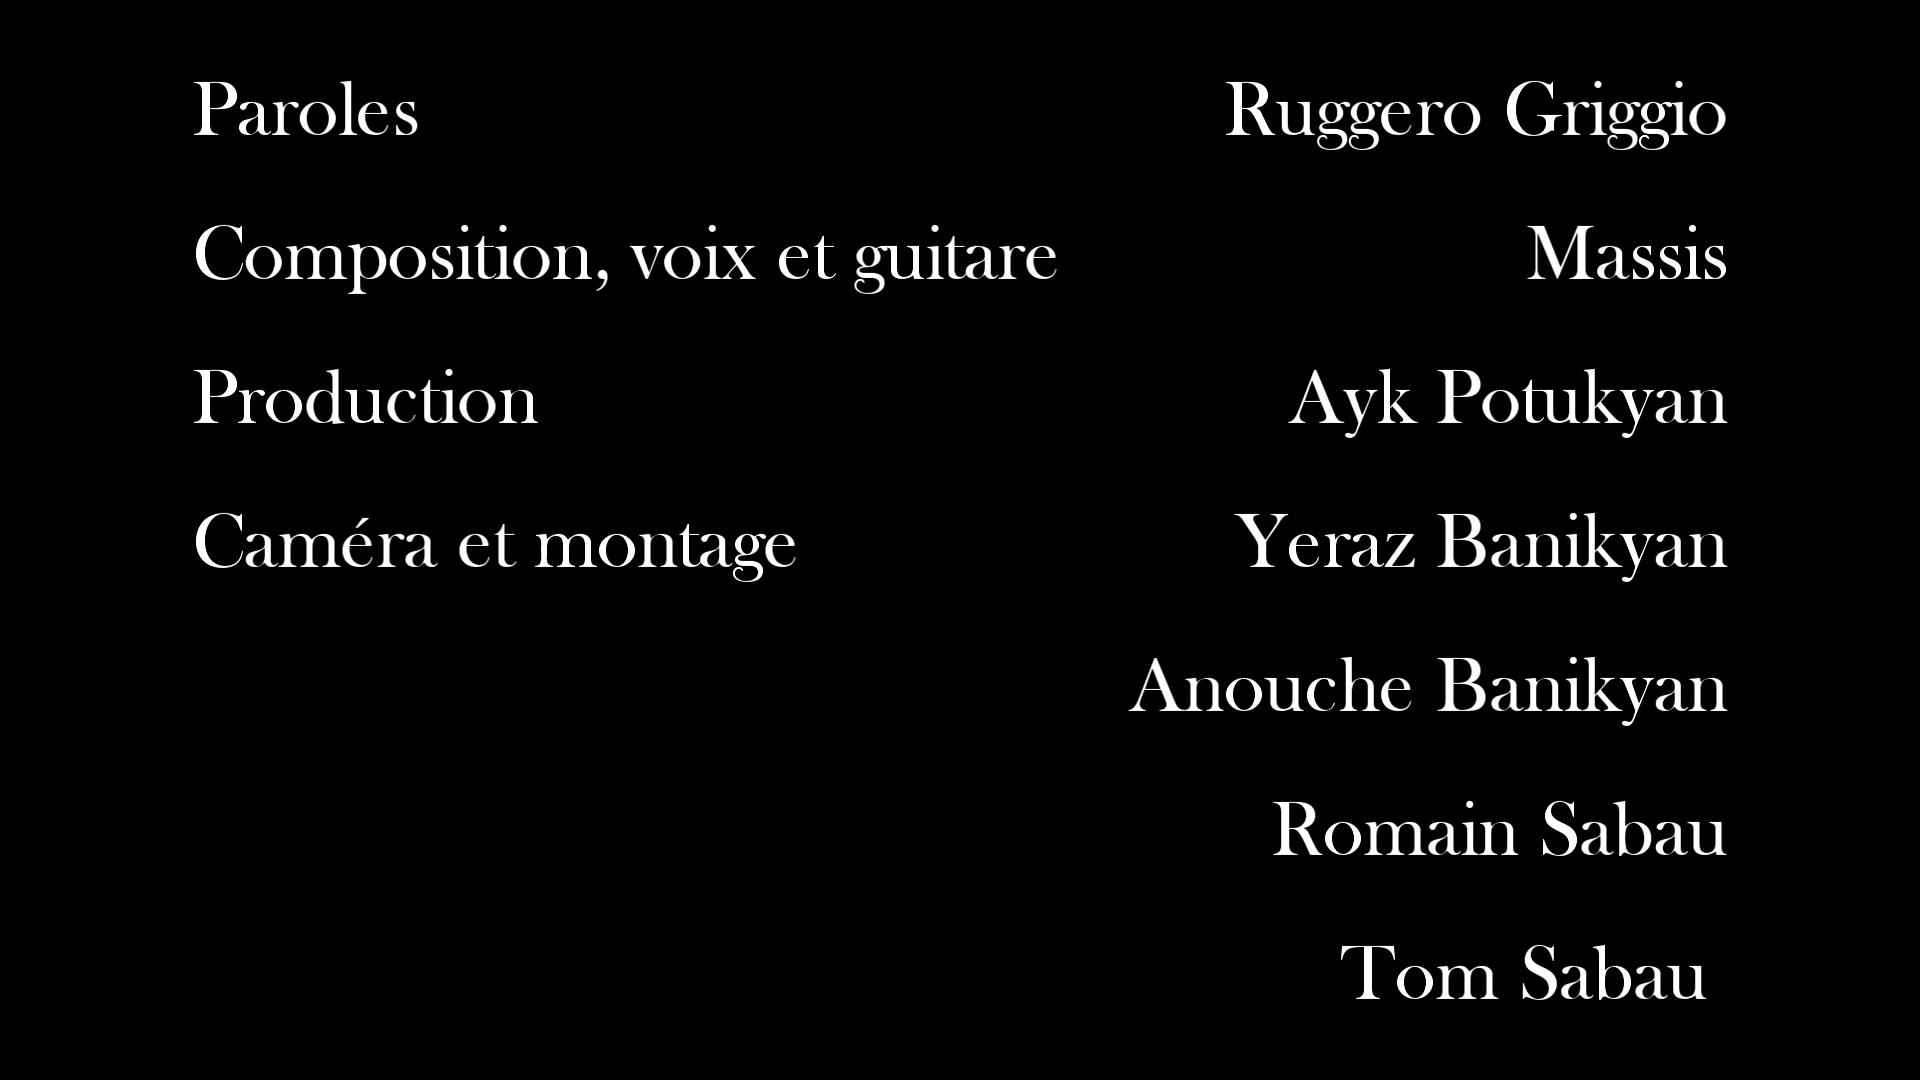 Paroles Ruggero Griggio
Composition, voix et guitare Massis
Production Ayk Potukyan
Caméra et montage Yeraz Banikyan
Anouche Banikyan
Romain Sabau
Tom Sabau